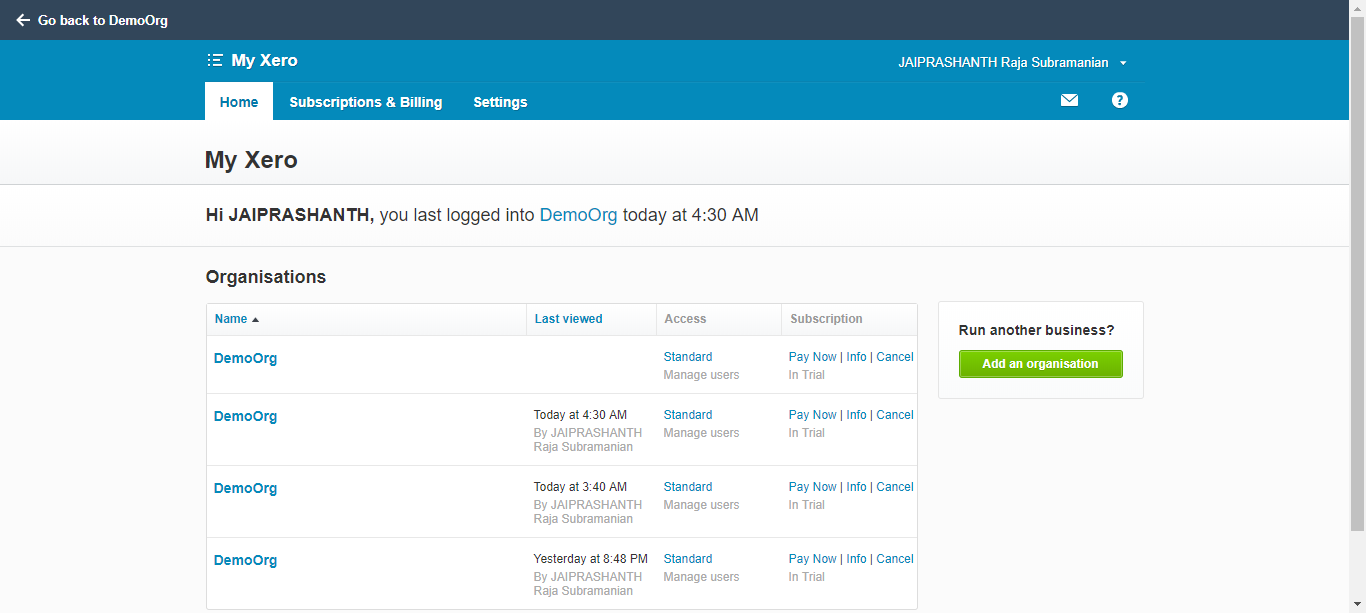 Go back to DemoOrg
My Xero
JAIPRASHANTH Raja Subramanian
Home
Subscriptions & Billing
Settings
?
My Xero
Hi JAIPRASHANTH, you last logged into DemoOrg today at 4:30 AM
Organisations
Name
Last viewed
Access
Subscription
DemoOrg
Standard
Pay Now | Info | Cancel
Manage users
In Trial
DemoOrg
Today at 4:30 AM
Standard
Pay Now | Info | Cancel
By JAIPRASHANTH
Manage users
In Trial
Raja Subramanian
DemoOrg
Today at 3:40 AM
Standard
Pay Now | Info | Cancel
By JAIPRASHANTH
Manage users
In Trial
Raja Subramanian
DemoOrg
Yesterday at 8:48 PM
Standard
Pay Now | Info | Cancel
By JAIPRASHANTH
Manage users
In Trial
Raja Subramanian
Run another business?
Add an organisation